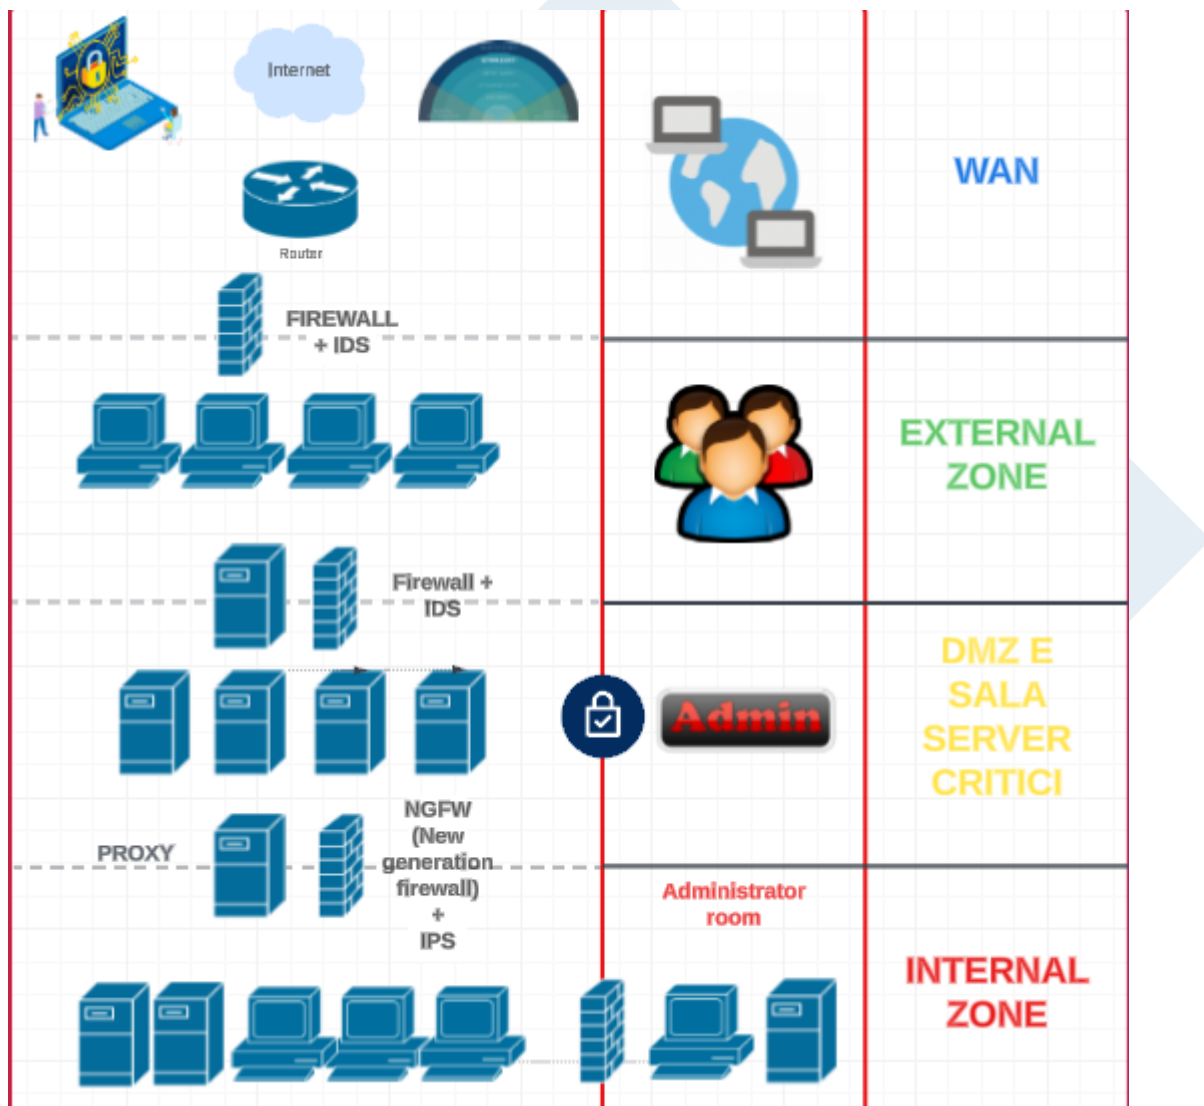 Internet
WAN
Router
FIREWALL
+ IDS
EXTERNAL
ZONE
Firewall +
IDS
DMZ E
SALA
SERVER
CRITICI
Admin
PROXY
NGFW
(New
generation
firewall)
+
IPS
Administrator
room
INTERNAL
ZONE